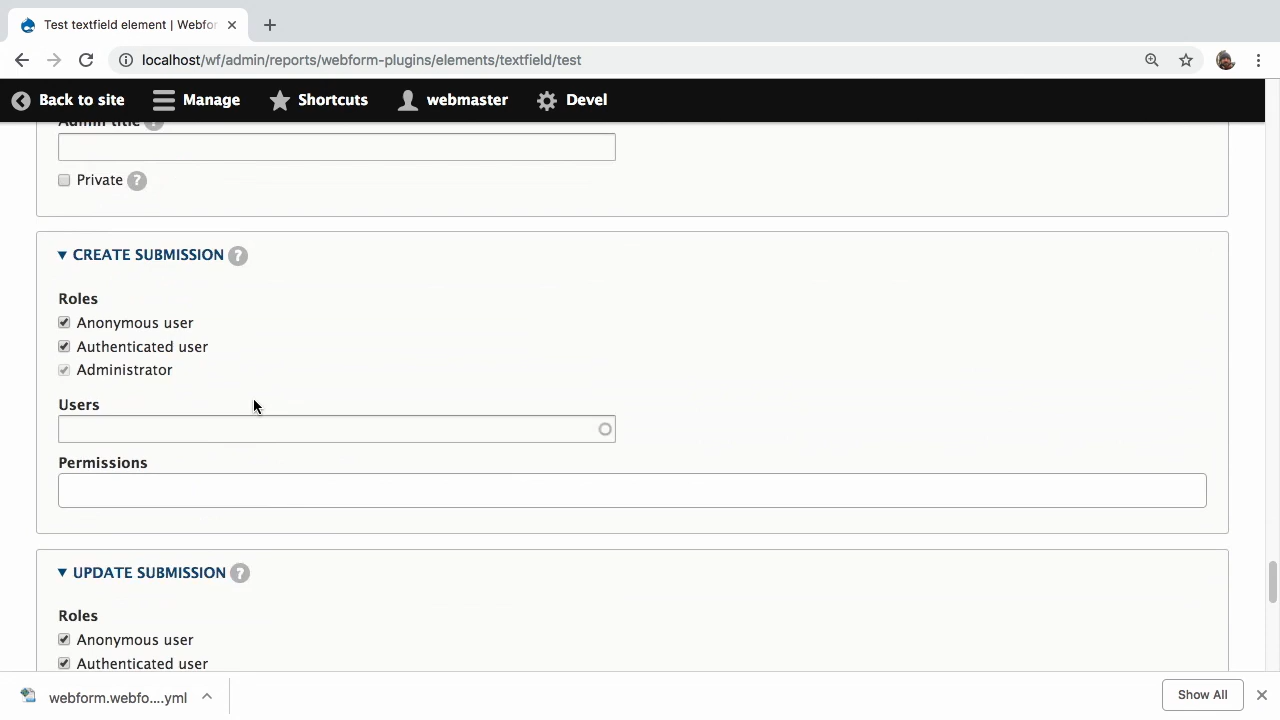 Test textfield element | Webfor
localhost/wf/admin/reports/webform-plugins/elements/textfield/test
Back to site
Manage
Shortcuts
webmaster
Devel
Admin title ?
Private ?
CREATE SUBMISSION ?
Roles
Anonymous user
Authenticated user
Administrator
Users
Permissions
UPDATE SUBMISSION ?
Roles
Anonymous user
Authenticated user
webform.webfo....yml
Show All